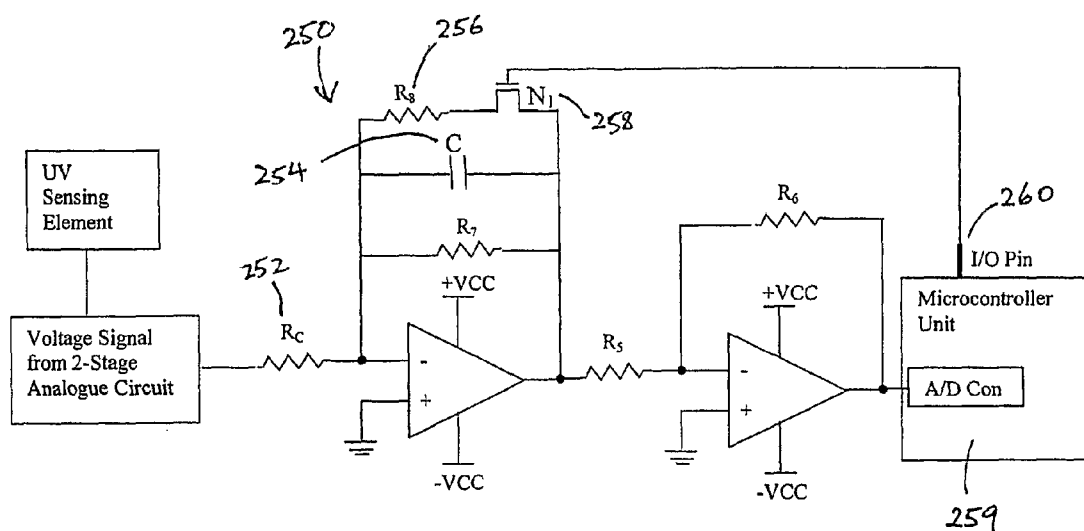 250
256
R8
N1
258
C
254
UV
Sensing
Element
R7
R6
260
I/O Pin
252
+VCC
+VCC
Microcontroller
Unit
Voltage Signal
from 2-Stage
Analogue Circuit
RC
R5
-
+
-
+
A/D Con
-VCC
-VCC
259